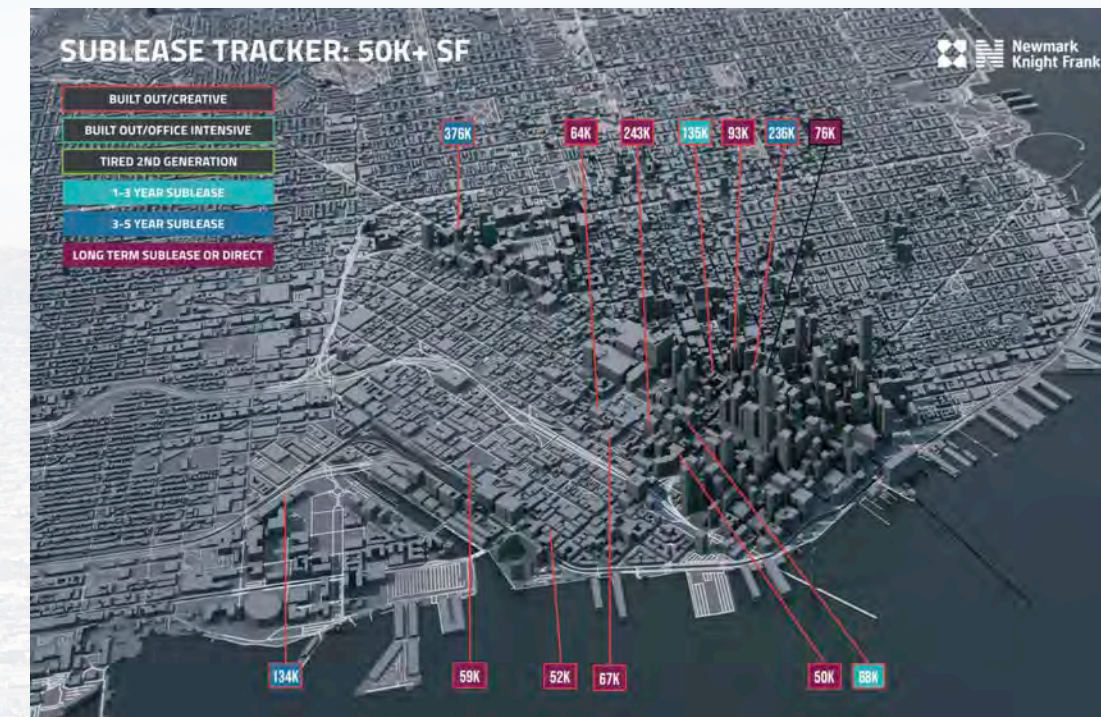 SUBLEASE TRACKER: 50K+ SF
Newmark
Knight Frank
BUILT OUT/CREATIVE
BUILT OUT/OFFICE INTENSIVE
TIRED 2ND GENERATION
1-3 YEAR SUBLEASE
3-5 YEAR SUBLEASE
LONG TERM SUBLEASE OR DIRECT
376K
64K
243K
135K
93K
236K
76K
134K
59K
52K
67K
50K
68K